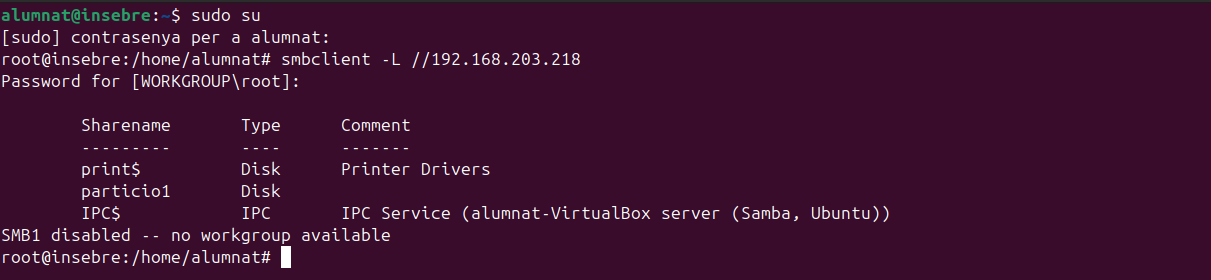 alumnat@insebre:~$ sudo su
[sudo] contrasenya per a alumnat:
root@insebre:/home/alumnat# smbclient -L //192.168.203.218
Password for [WORKGROUP\root]:
Sharename Type Comment
--------- ---- -------
print$ Disk Printer Drivers
particio1 Disk
IPC$ IPC IPC Service (alumnat-VirtualBox server (Samba, Ubuntu))
SMB1 disabled -- no workgroup available
root@insebre:/home/alumnat#